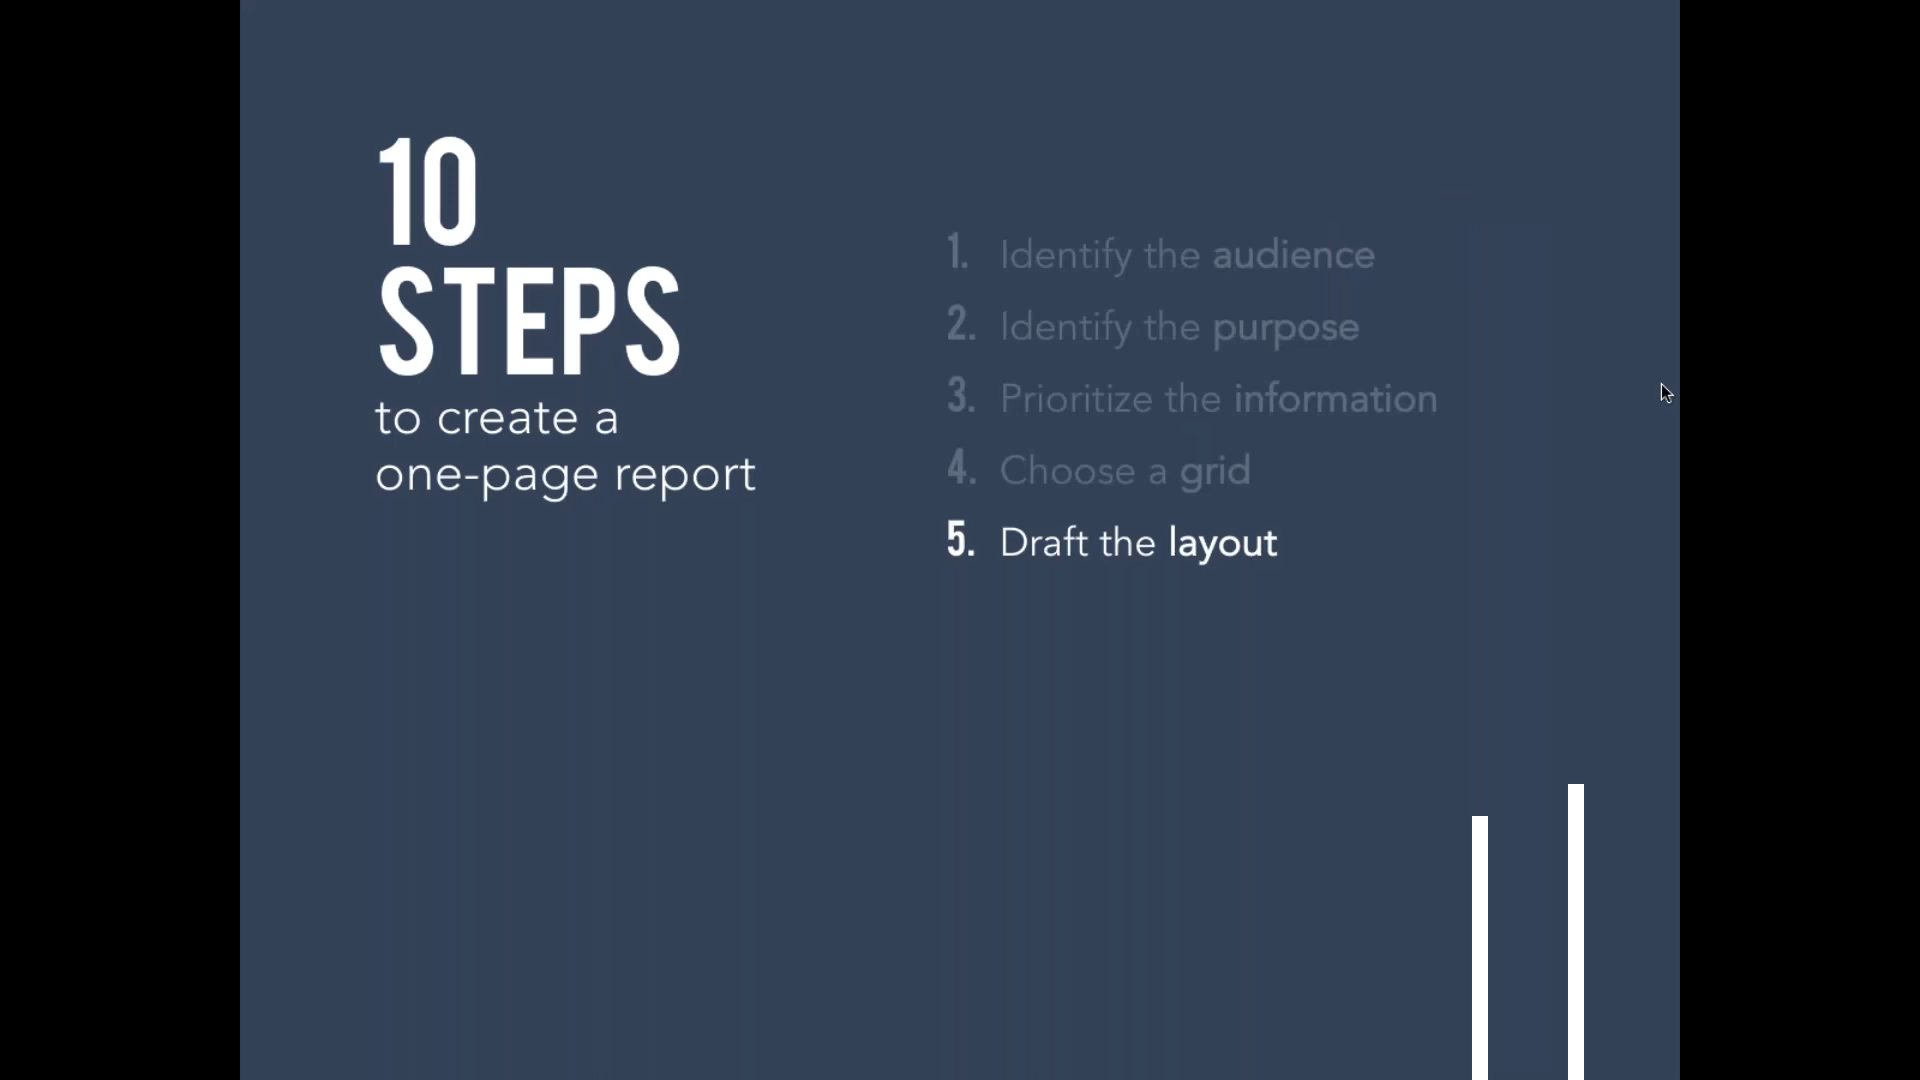 10
STEPS
to create a
one-page report
1. Identify the audience
2. Identify the purpose
3. Prioritize the information
4. Choose a grid
5. Draft the layout